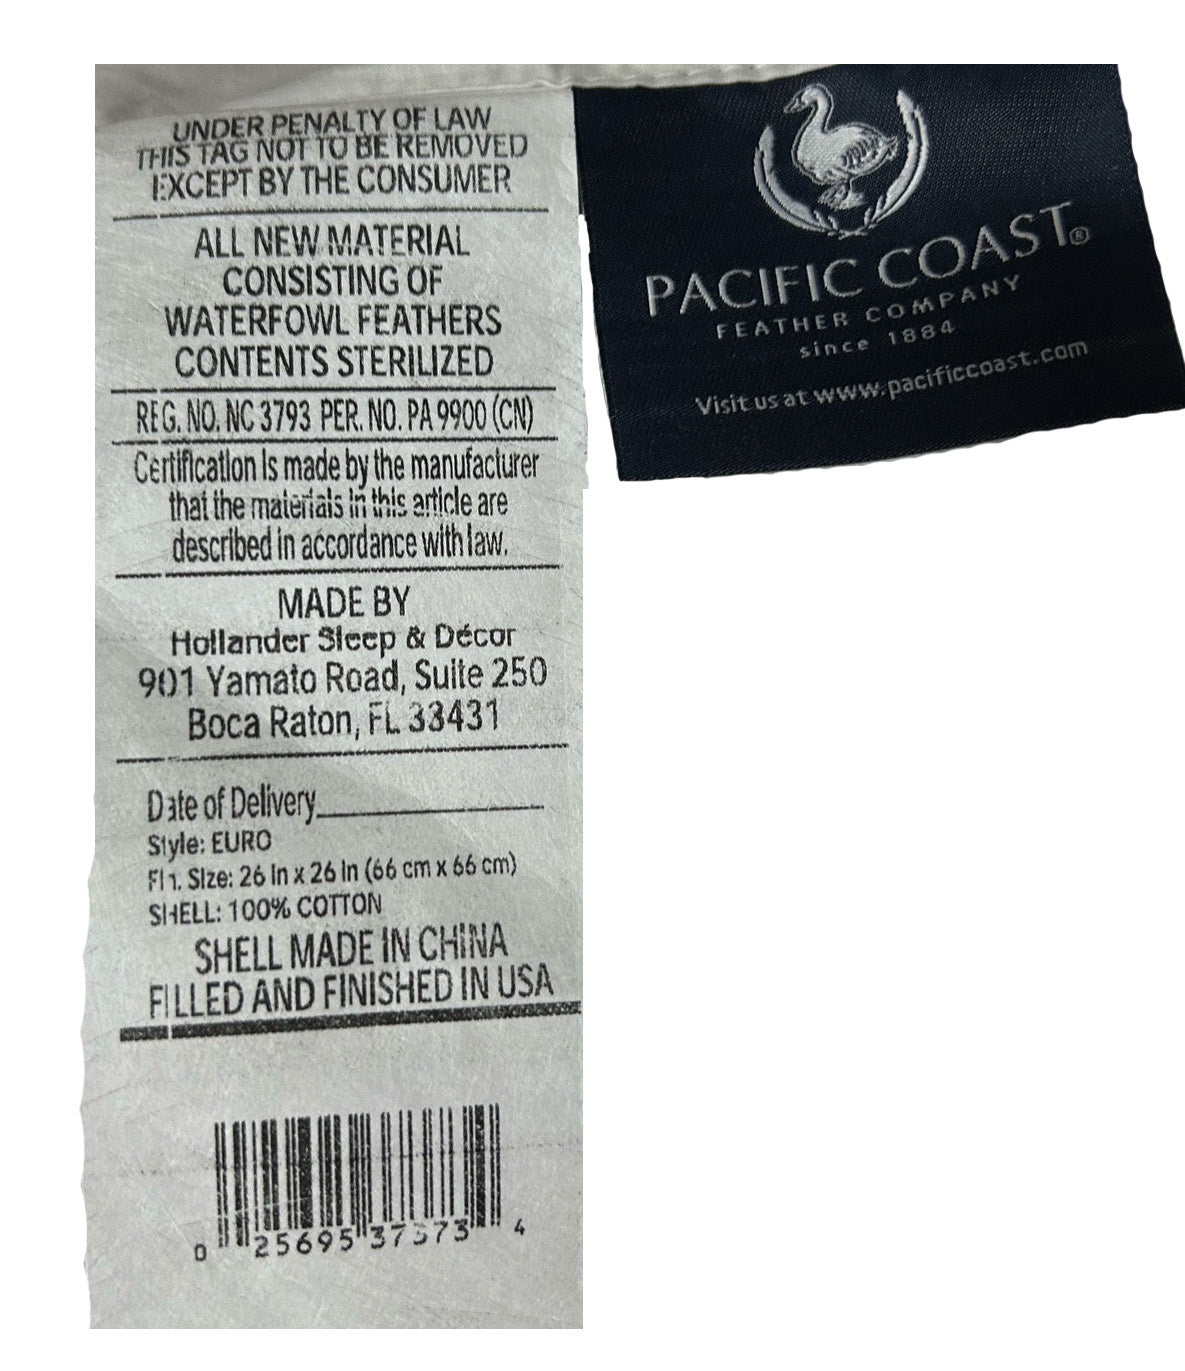 UNDER PENALTY OF LAW
THIS TAG NOT TO BE REMOVED
EXCEPT BY THE CONSUMER
ALL NEW MATERIAL
CONSISTING OF
WATERFOWL FEATHERS
CONTENTS STERILIZED
REG. NO. NC 3793 PER. NO. PA 9900 (CN)
Certification is made by the manufacturer
that the materials in this article are
described in accordance with law.
MADE BY
Hollander Sleep & Décor
901 Yamato Road, Suite 250
Boca Raton, FL 33431
Date of Delivery
Style: EURO
Fin. Size: 26 in x 26 in (66 cm x 66 cm)
SHELL: 100% COTTON
SHELL MADE IN CHINA
FILLED AND FINISHED IN USA
0 25695 37373 4
PACIFIC COAST®
FEATHER COMPANY
since 1884
Visit us at www.pacificcoast.com